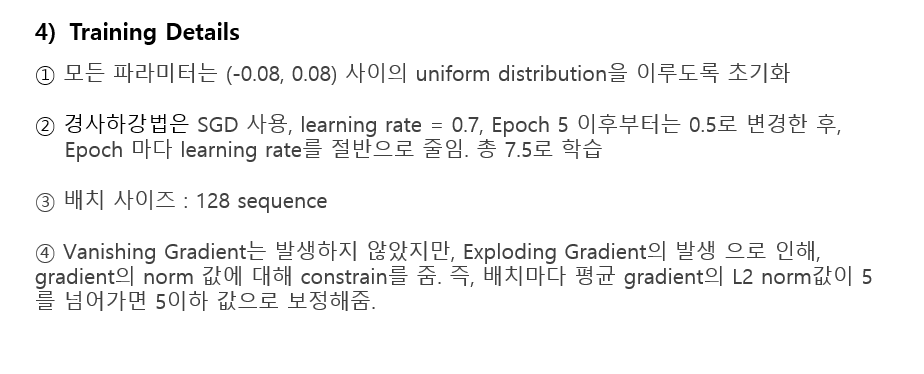 4) Training Details
① 모든 파라미터는 (-0.08, 0.08) 사이의 uniform distribution을 이루도록 초기화
② 경사하강법은 SGD 사용, learning rate = 0.7, Epoch 5 이후부터는 0.5로 변경한 후,
Epoch 마다 learning rate를 절반으로 줄임. 총 7.5로 학습
③ 배치 사이즈 : 128 sequence
④ Vanishing Gradient는 발생하지 않았지만, Exploding Gradient의 발생 으로 인해,
gradient의 norm 값에 대해 constrain를 줌. 즉, 배치마다 평균 gradient의 L2 norm값이 5
를 넘어가면 5이하 값으로 보정해줌.